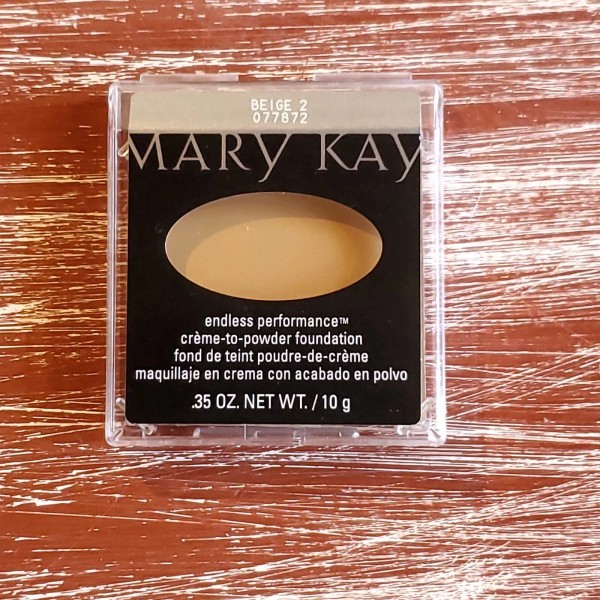 BEIGE 2
077872
MARY KAY
endless performance™
crème-to-powder foundation
fond de teint poudre-de-crème
maquillaje en crema con acabado en polvo
.35 OZ. NET WT. / 10 g